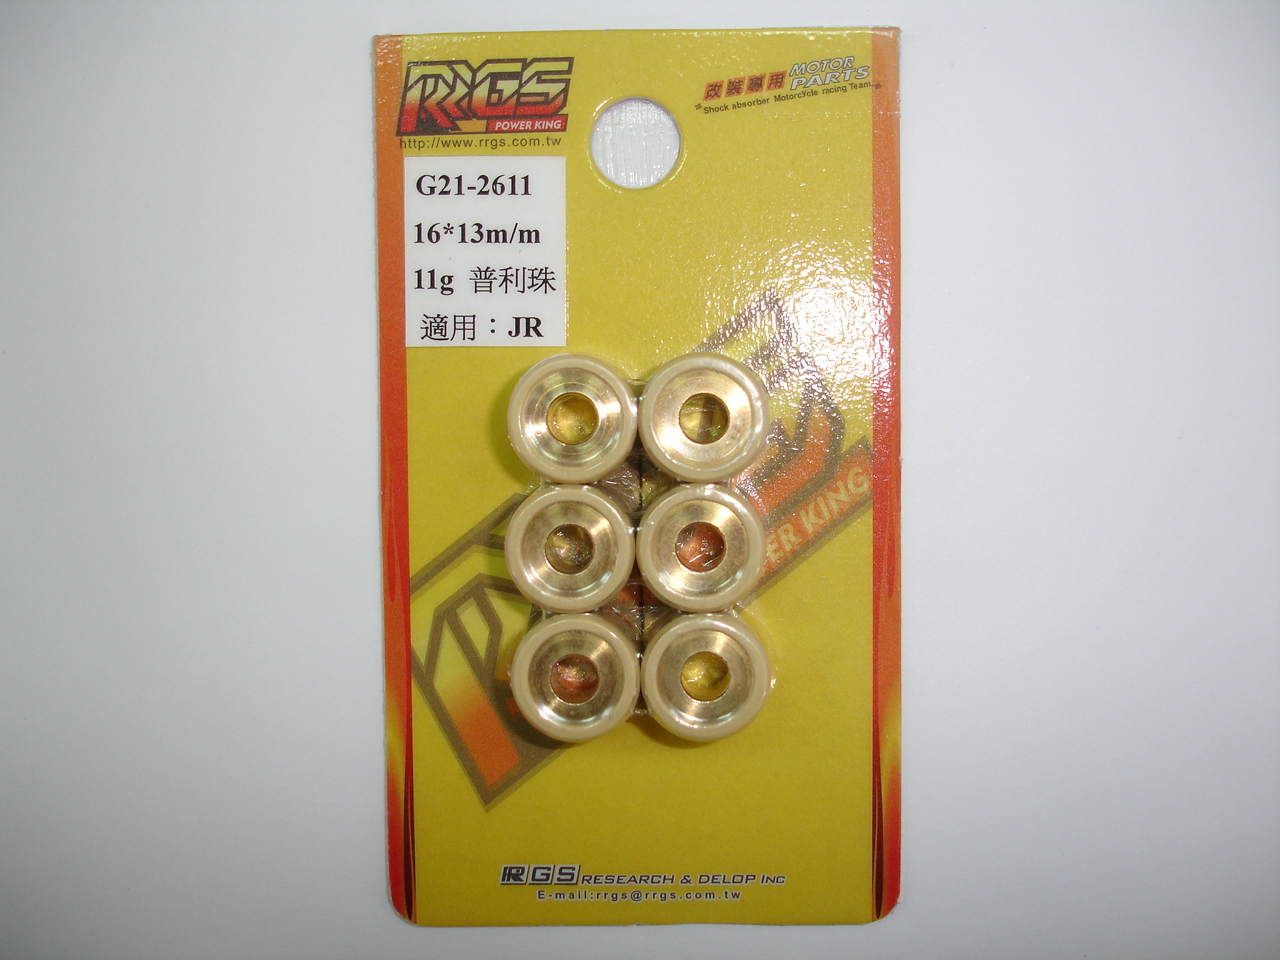 RRGS
POWER KING
http://www.rrgs.com.tw
改裝專用 MOTOR PARTS
Shock absorber Motorcycle racing Team
G21-2611
16*13m/m
11g 普利珠
適用：JR
ER KING
RRGS RESEARCH & DELOP INC
E-mail:rrgs@rrgs.com.tw